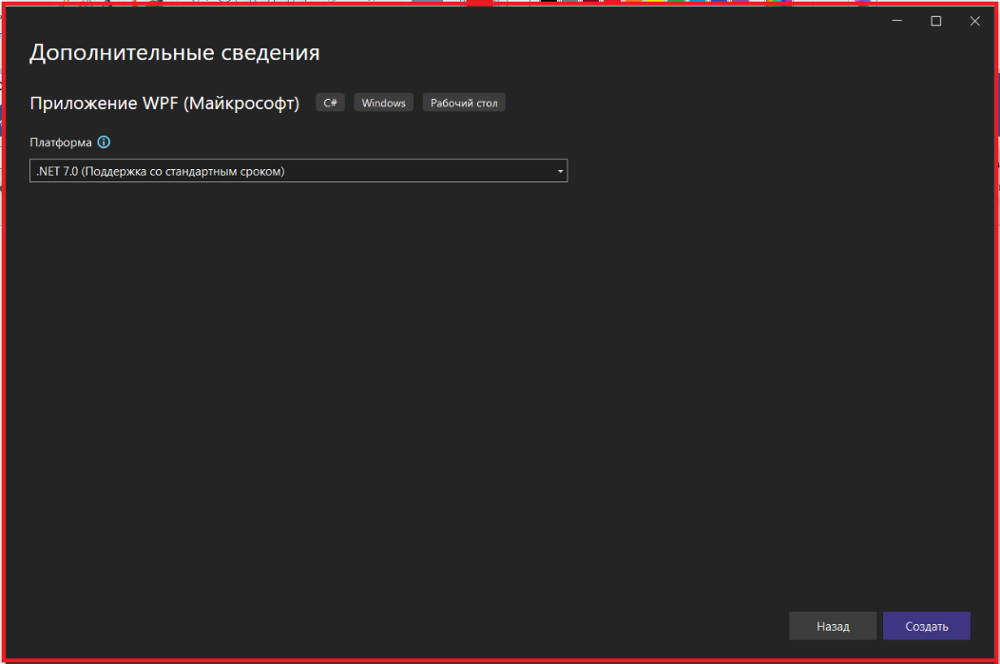 Дополнительные сведения
Приложение WPF (Майкрософт) C# Windows Рабочий стол
Платформа
.NET 7.0 (Поддержка со стандартным сроком)
Назад Создать